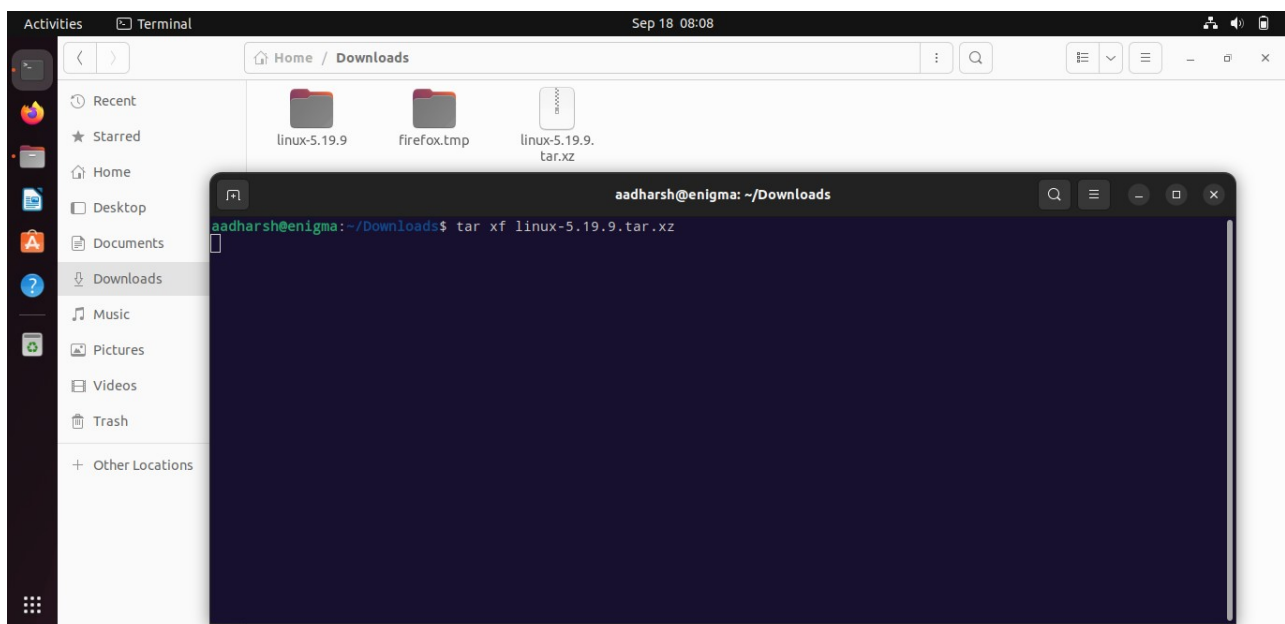 Activities Terminal Sep 18 08:08
Home / Downloads
Recent
Starred
Home
Desktop
Documents
Downloads
Music
Pictures
Videos
Trash
+ Other Locations
linux-5.19.9 firefox.tmp linux-5.19.9.
tar.xz
aadharsh@enigma: ~/Downloads
aadharsh@enigma:~/Downloads$ tar xf linux-5.19.9.tar.xz